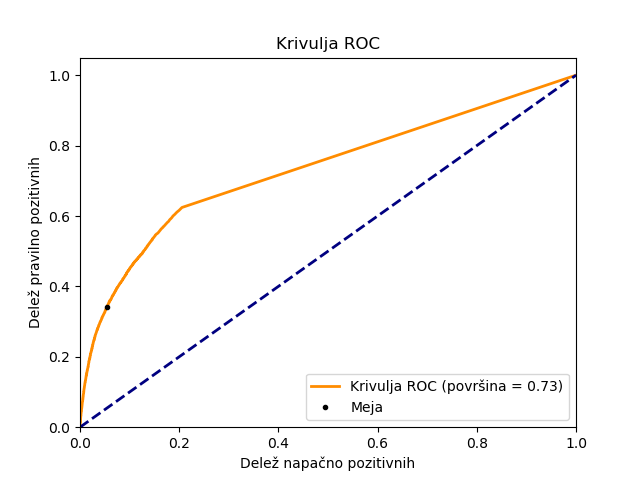 Krivulja ROC
Delež pravilno pozitivnih
1.0
0.8
0.6
0.4
0.2
0.0
Krivulja ROC (površina = 0.73)
Meja
0.0 0.2 0.4 0.6 0.8 1.0
Delež napačno pozitivnih